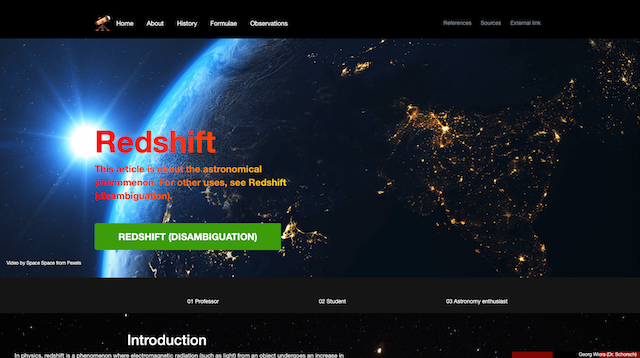 Home About History Formulae Observations
References Sources External link
Redshift
This article is about the astronomical
phenomenon. For other uses, see Redshift
(disambiguation).
REDSHIFT (DISAMBIGUATION)
Video by Space Space from Pexels
01 Professor 02 Student 03 Astronomy enthusiast
Introduction
In physics, redshift is a phenomenon where electromagnetic radiation (such as light) from an object undergoes an increase in
Georg Wiora (Dr. Schorsch)